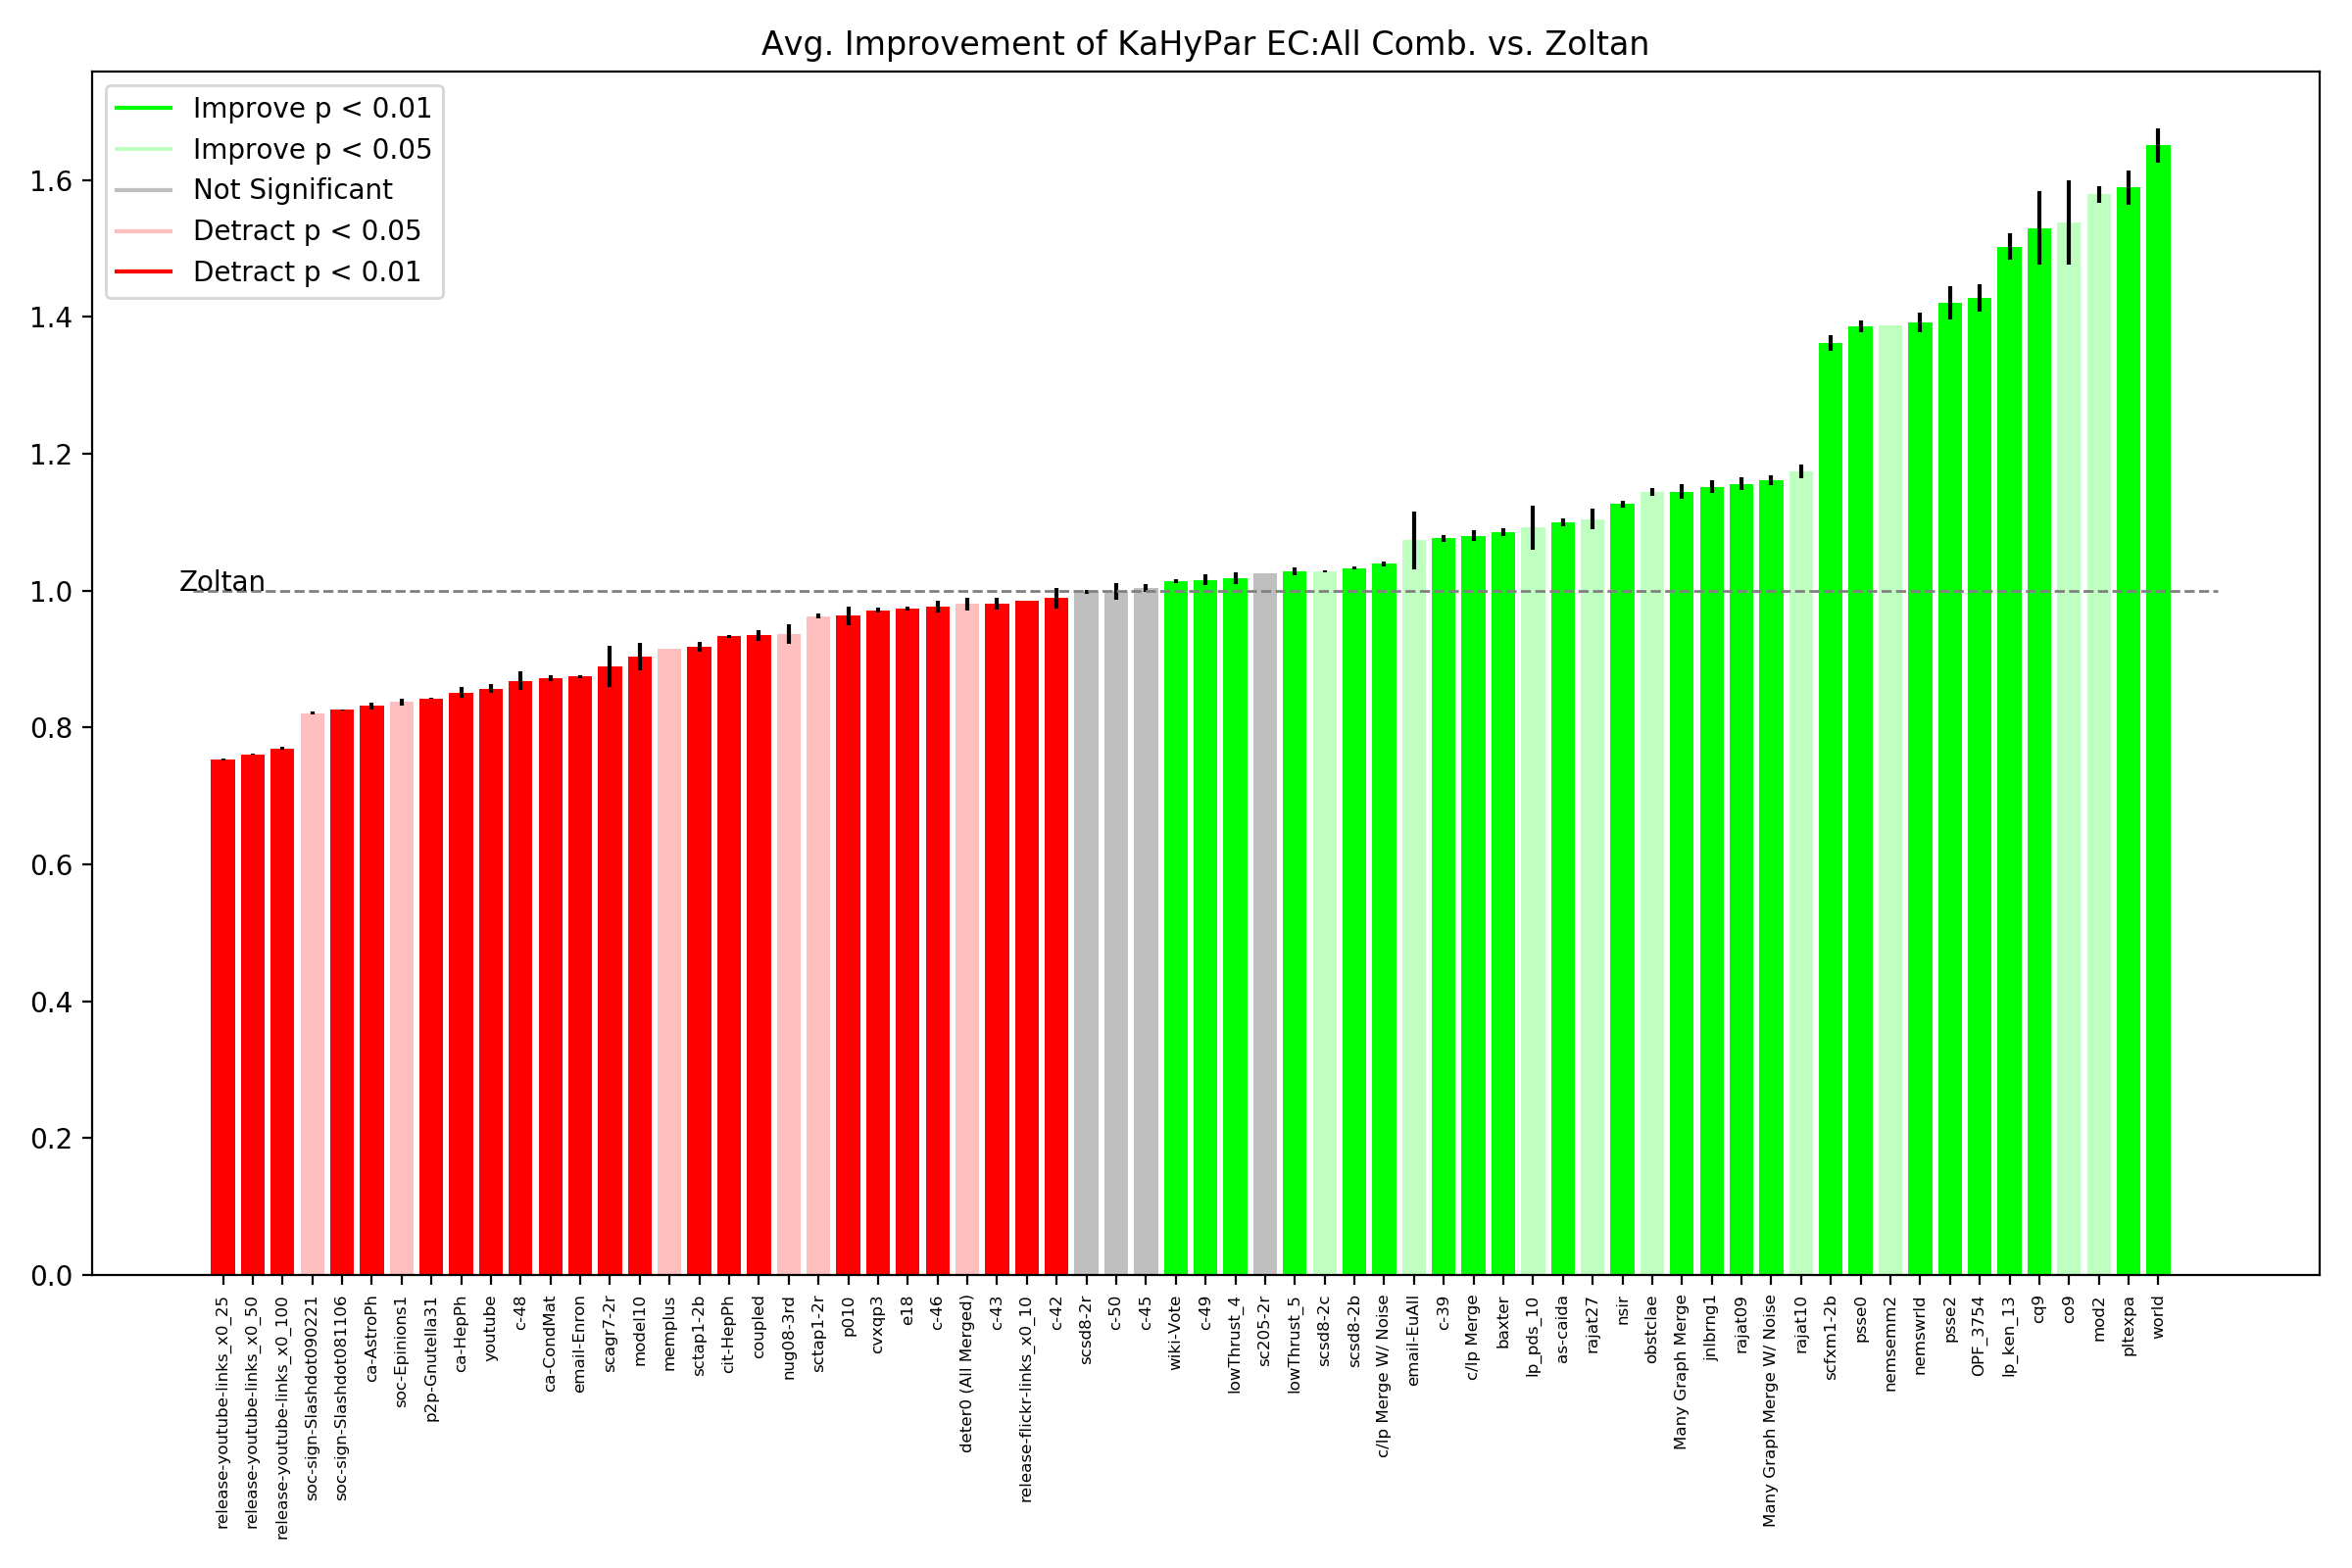 Avg. Improvement of KaHyPar EC:All Comb. vs. Zoltan
Improve p < 0.01
Improve p < 0.05
Not Significant
Detract p < 0.05
Detract p < 0.01
1.6
1.4
1.2
1.0
0.8
0.6
0.4
0.2
0.0
Zoltan
release-youtube-links_x0_25
release-youtube-links_x0_50
release-youtube-links_x0_100
soc-sign-Slashdot090221
soc-sign-Slashdot081106
ca-AstroPh
soc-Epinions1
p2p-Gnutella31
ca-HepPh
youtube
c-48
ca-CondMat
email-Enron
scagr7-2r
model10
memplus
sctap1-2b
cit-HepPh
coupled
nug08-3rd
sctap1-2r
p010
cvxqp3
e18
c-46
deter0 (All Merged)
c-43
release-flickr-links_x0_10
c-42
scsd8-2r
c-50
c-45
wiki-Vote
c-49
lowThrust_4
sc205-2r
lowThrust_5
scsd8-2c
scsd8-2b
c/lp Merge W/ Noise
email-EuAll
c-39
c/lp Merge
baxter
lp_pds_10
as-caida
rajat27
nsir
obstclae
Many Graph Merge
jnlbrng1
rajat09
Many Graph Merge W/ Noise
rajat10
scfxm1-2b
psse0
nemsemm2
nemswrld
psse2
OPF_3754
lp_ken_13
cq9
co9
mod2
pltexpa
world